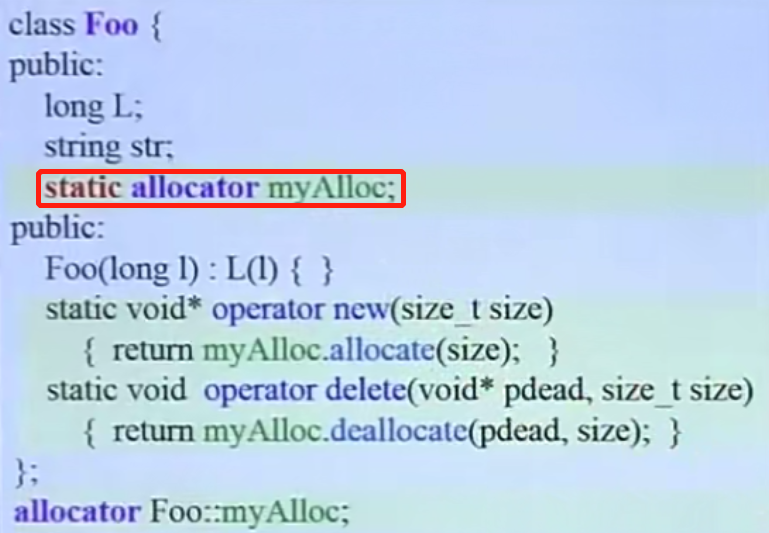 class Foo {
public:
long L;
string str;
static allocator myAlloc;
public:
Foo(long l) : L(l) { }
static void* operator new(size_t size)
{ return myAlloc.allocate(size); }
static void operator delete(void* pdead, size_t size)
{ return myAlloc.deallocate(pdead, size); }
};
allocator Foo::myAlloc;